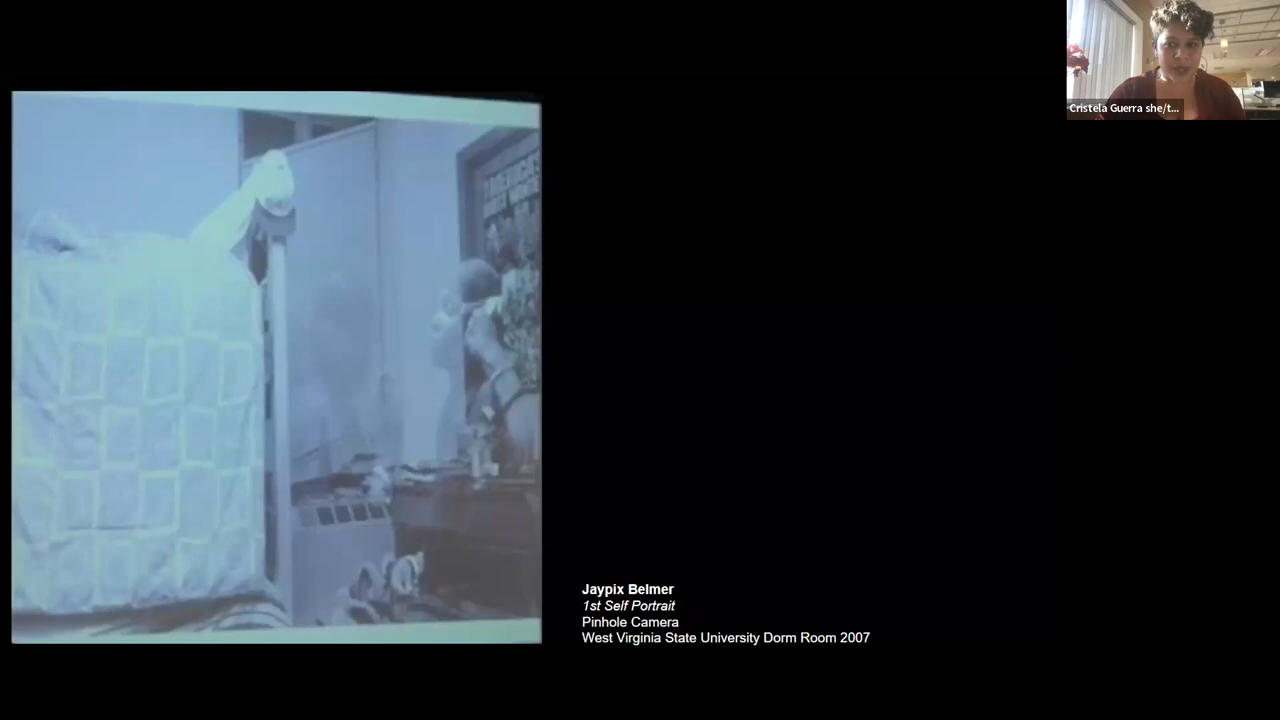 Cristela Guerra she/t...
Jaypix Belmer
1st Self Portrait
Pinhole Camera
West Virginia State University Dorm Room 2007